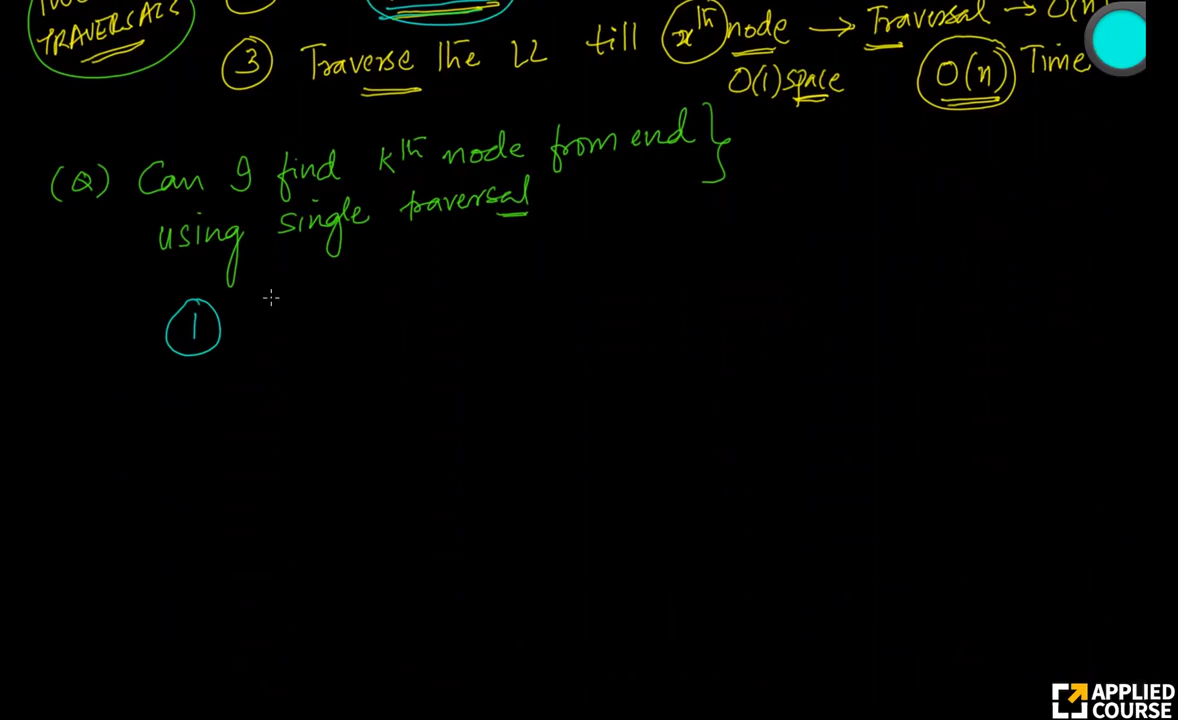 TRAVERSALS
3 Traverse the LL till xth node → Traversal → O(n)
O(1) space O(n) Time
(Q) Can I find kth node from end }
using single traversal
1
APPLIED
COURSE